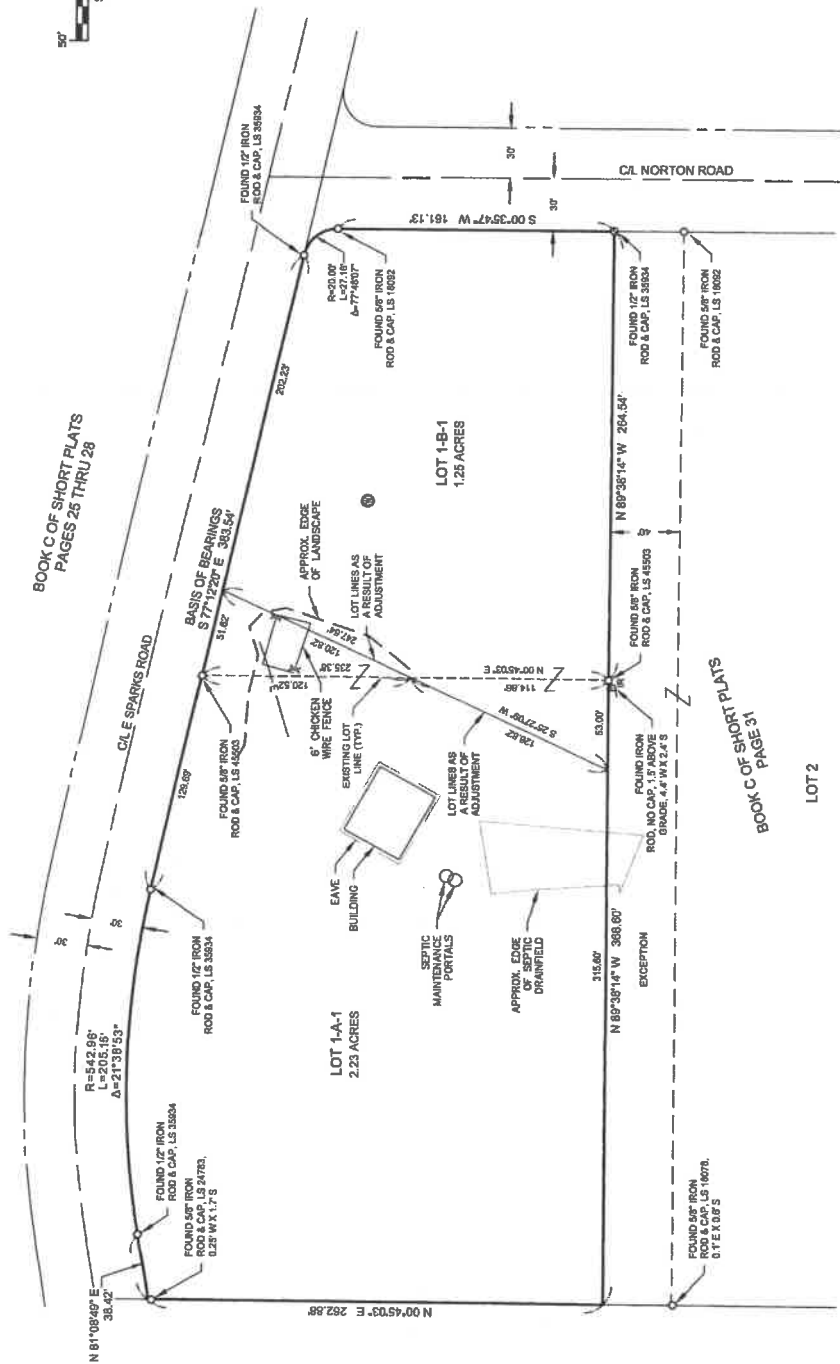 50'
BOOK C OF SHORT PLATS
PAGES 25 THRU 28
C/L E SPARKS ROAD
BASIS OF BEARINGS
S 77°12'20" E 383.54'
N 81°08'49" E
38.42'
R=542.96'
L=205.15'
Δ=21°38'53"
FOUND 1/2" IRON
ROD & CAP, LS 35934
FOUND 5/8" IRON
ROD & CAP, LS 24783,
0.25' W X 1.7' S
FOUND 1/2" IRON
ROD & CAP, LS 35934
129.69'
FOUND 5/8" IRON
ROD & CAP, LS 45503
51.62'
202.23'
FOUND 1/2" IRON
ROD & CAP, LS 35934
R=20.00'
L=27.16'
Δ=77°48'07"
FOUND 5/8" IRON
ROD & CAP, LS 18092
S 00°35'47" W 161.13'
30'
30'
C/L NORTON ROAD
APPROX. EDGE
OF LANDSCAPE
LOT LINES AS
A RESULT OF
ADJUSTMENT
247.64'
120.82'
235.38'
120.52'
6' CHICKEN
WIRE FENCE
EXISTING LOT
LINE (TYP.)
LOT 1-B-1
1.25 ACRES
EAVE
BUILDING
LOT LINES AS
A RESULT OF
ADJUSTMENT
S 25°27'09" W
126.82'
N 00°45'03" E
114.86'
SEPTIC
MAINTENANCE
PORTALS
APPROX. EDGE
OF SEPTIC
DRAINFIELD
LOT 1-A-1
2.23 ACRES
N 00°45'03" E 262.88'
315.60'
53.00'
N 89°38'14" W 368.60'
N 89°38'14" W 264.54'
EXCEPTION
FOUND IRON
ROD, NO CAP, 1.5' ABOVE
GRADE, 4.4' W X 2.4' S
FOUND 5/8" IRON
ROD & CAP, LS 45503
40'
FOUND 1/2" IRON
ROD & CAP, LS 35934
FOUND 5/8" IRON
ROD & CAP, LS 18092
FOUND 5/8" IRON
ROD & CAP, LS 18078,
0.1' E X 0.6' S
BOOK C OF SHORT PLATS
PAGE 31
LOT 2